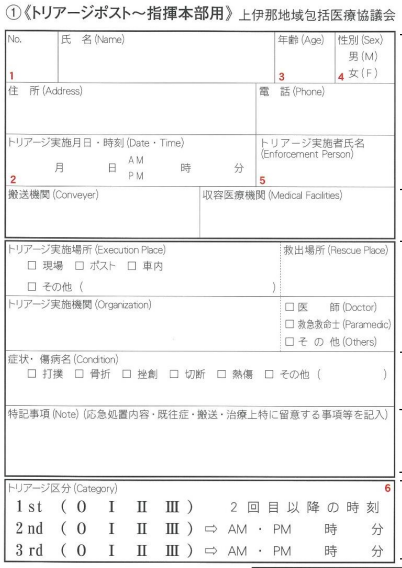 ①《トリアージポスト～指揮本部用》 上伊那地域包括医療協議会
No. 氏 名(Name) 年齢(Age) 性別(Sex)
男(M)
1 3 4 女(F)
住 所(Address) 電 話(Phone)
トリアージ実施月日・時刻(Date・Time) トリアージ実施者氏名
(Enforcement Person)
AM
月 日 時 分
2 PM 5
搬送機関(Conveyer) 収容医療機関(Medical Facilities)
トリアージ実施場所(Execution Place) 救出場所(Rescue Place)
□ 現場 □ ポスト □ 車内
□ その他 ( )
トリアージ実施機関(Organization) □ 医 師(Doctor)
□ 救急救命士(Paramedic)
□ そ の 他(Others)
症状・傷病名(Condition)
□ 打撲 □ 骨折 □ 挫創 □ 切断 □ 熱傷 □ その他 ( )
特記事項(Note) (応急処置内容・既往症・搬送・治療上特に留意する事項等を記入)
トリアージ区分(Category) 6
1 st ( O I II III ) 2 回 目 以 降 の 時 刻
2 nd ( O I II III ) ⇨ AM ・ PM 時 分
3 rd ( O I II III ) ⇨ AM ・ PM 時 分